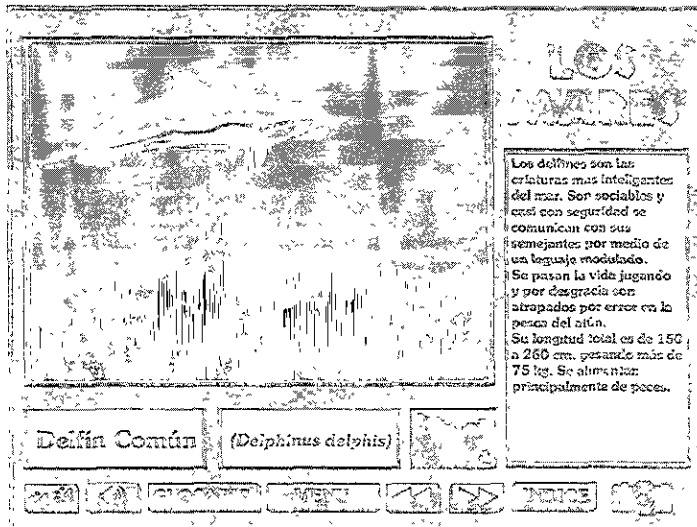 LOS
MARES
Los delfines son las
criaturas mas inteligentes
del mar. Son sociables y
casi con seguridad se
comunican con sus
semejantes por medio de
un leguaje modulado.
Se pasan la vida jugando
y por desgracia son
atrapados por error en la
pesca del atún.
Su longitud total es de 150
a 260 cm. pesando más de
75 kg. Se alimentan
principalmente de peces.
Delfín Común
(Delphinus delphis)
MENU
INDICE